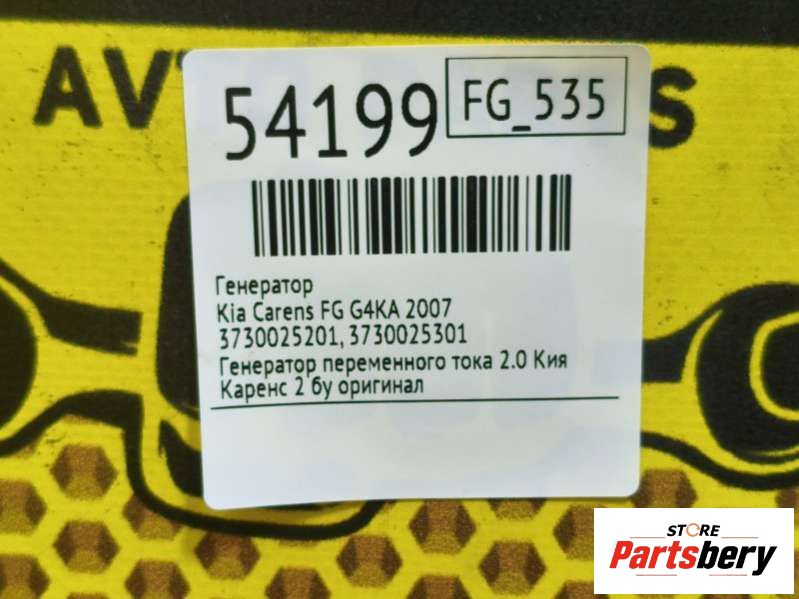 54199
FG_535
Генератор
Kia Carens FG G4KA 2007
3730025201, 3730025301
Генератор переменного тока 2.0 Кия
Каренс 2 бу оригинал
STORE
Partsbery